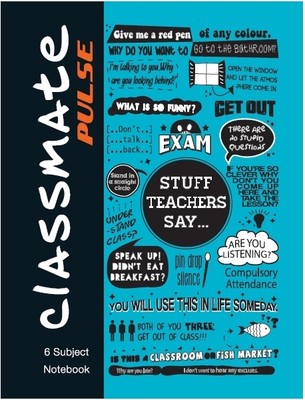 classmate
PULSE
6 Subject
Notebook
Give me a red pen of any colour.
WHY DO YOU WANT TO GO TO THE BATHROOM?
I'm talking to you.Why
are you looking behind?!
OPEN THE WINDOW
AND LET THE ATMOS
PHERE COME IN
WHAT IS SO FUNNY?
GET OUT
[..Don't..]
[..talk...]
[..back...]
EXAM
THERE ARE
NO STUPID
QUESTIONS
Stand in
a straight
circle
STUFF
TEACHERS
SAY...
IF YOU'RE SO
CLEVER WHY
DON'T YOU
COME UP
HERE AND
TAKE THE
LESSON?
UNDER
STAND
CLASS?
ARE YOU
LISTENING?
SPEAK UP!
DIDN'T EAT
BREAKFAST?
pin drop
silence
Compulsory
Attendance
YOU WILL USE THIS IN LIFE SOMEDAY.
BOTH OF YOU THREE
GET OUT OF CLASS!!!
IS THIS A CLASSROOM OR FISH MARKET?
Why are you late?
I don't want to hear any excuses.